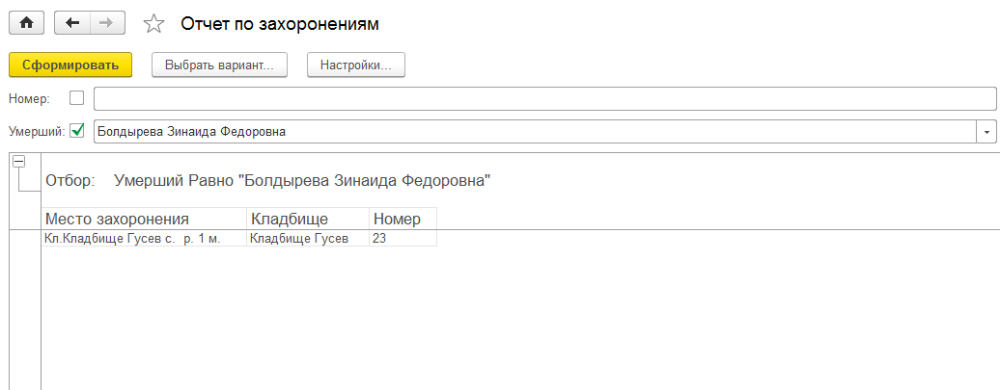 Отчет по захоронениям
Сформировать Выбрать вариант... Настройки...
Номер:
Умерший: Болдырева Зинаида Федоровна
Отбор: Умерший Равно "Болдырева Зинаида Федоровна"
Место захоронения Кладбище Номер
Кл.Кладбище Гусев с. р. 1 м. Кладбище Гусев 23